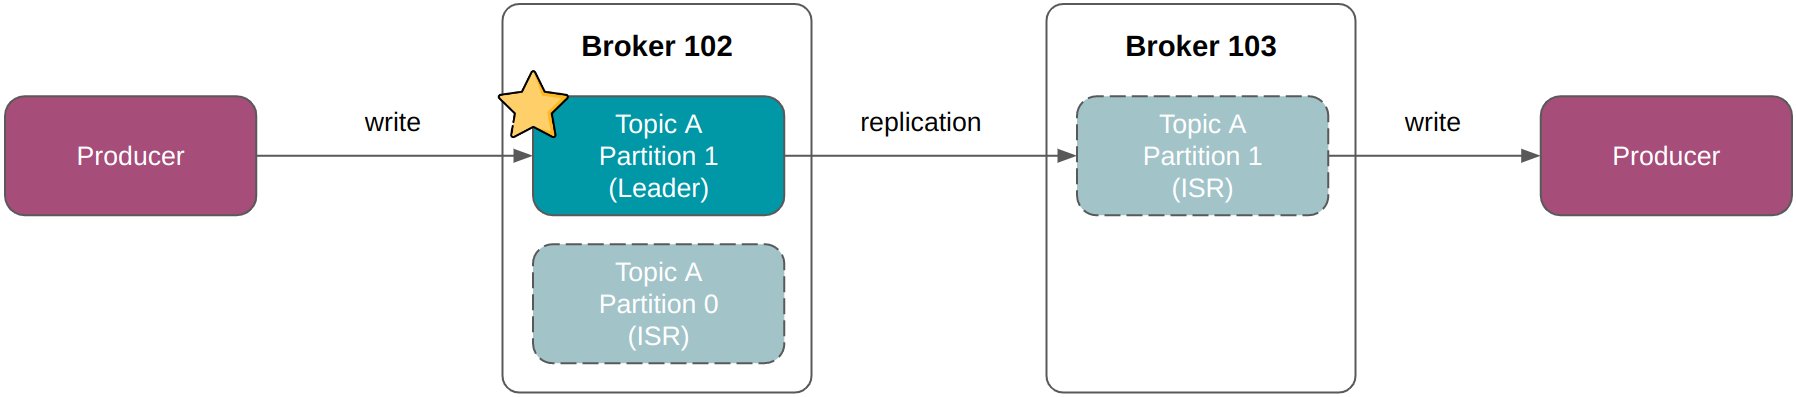 Broker 102
Broker 103
Producer
write
Topic A
Partition 1
(Leader)
replication
Topic A
Partition 1
(ISR)
write
Producer
Topic A
Partition 0
(ISR)